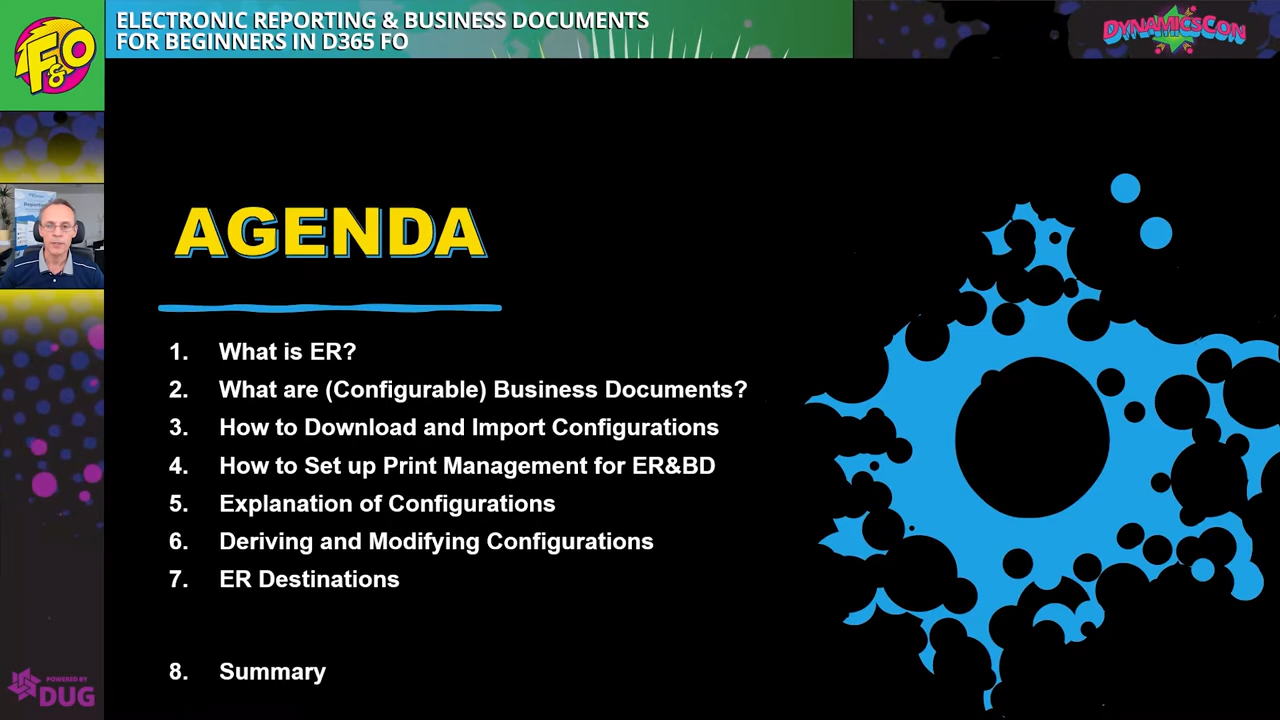 ELECTRONIC REPORTING & BUSINESS DOCUMENTS
FOR BEGINNERS IN D365 FO
F&O
DYNAMICSCON
AGENDA
1. What is ER?
2. What are (Configurable) Business Documents?
3. How to Download and Import Configurations
4. How to Set up Print Management for ER&BD
5. Explanation of Configurations
6. Deriving and Modifying Configurations
7. ER Destinations
8. Summary
POWERED BY
DUG